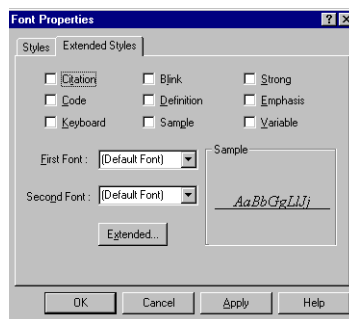 Font Properties
Styles Extended Styles
Citation Blink Strong
Code Definition Emphasis
Keyboard Sample Variable
First Font : (Default Font) Sample
Second Font : (Default Font) AaBbGgLlJj
Extended...
OK Cancel Apply Help